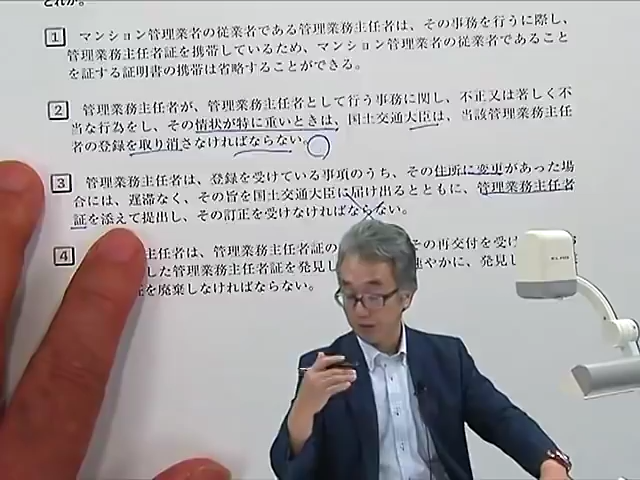 どれか。
1 マンション管理業者の従業者である管理業務主任者は、その事務を行うに際し、
管理業務主任者証を携帯しているため、マンション管理業者の従業者であること
を証する証明書の携帯は省略することができる。
2 管理業務主任者が、管理業務主任者として行う事務に関し、不正又は著しく不
当な行為をし、その情状が特に重いときは、国土交通大臣は、当該管理業務主任
者の登録を取り消さなければならない。
3 管理業務主任者は、登録を受けている事項のうち、その住所に変更があった場
合には、遅滞なく、その旨を国土交通大臣に届け出るとともに、管理業務主任者
証を添えて提出し、その訂正を受けなければならない。
4 主任者は、管理業務主任者証の その再交付を受け
した管理業務主任者証を発見し 速やかに、発見し
を廃棄しなければならない。